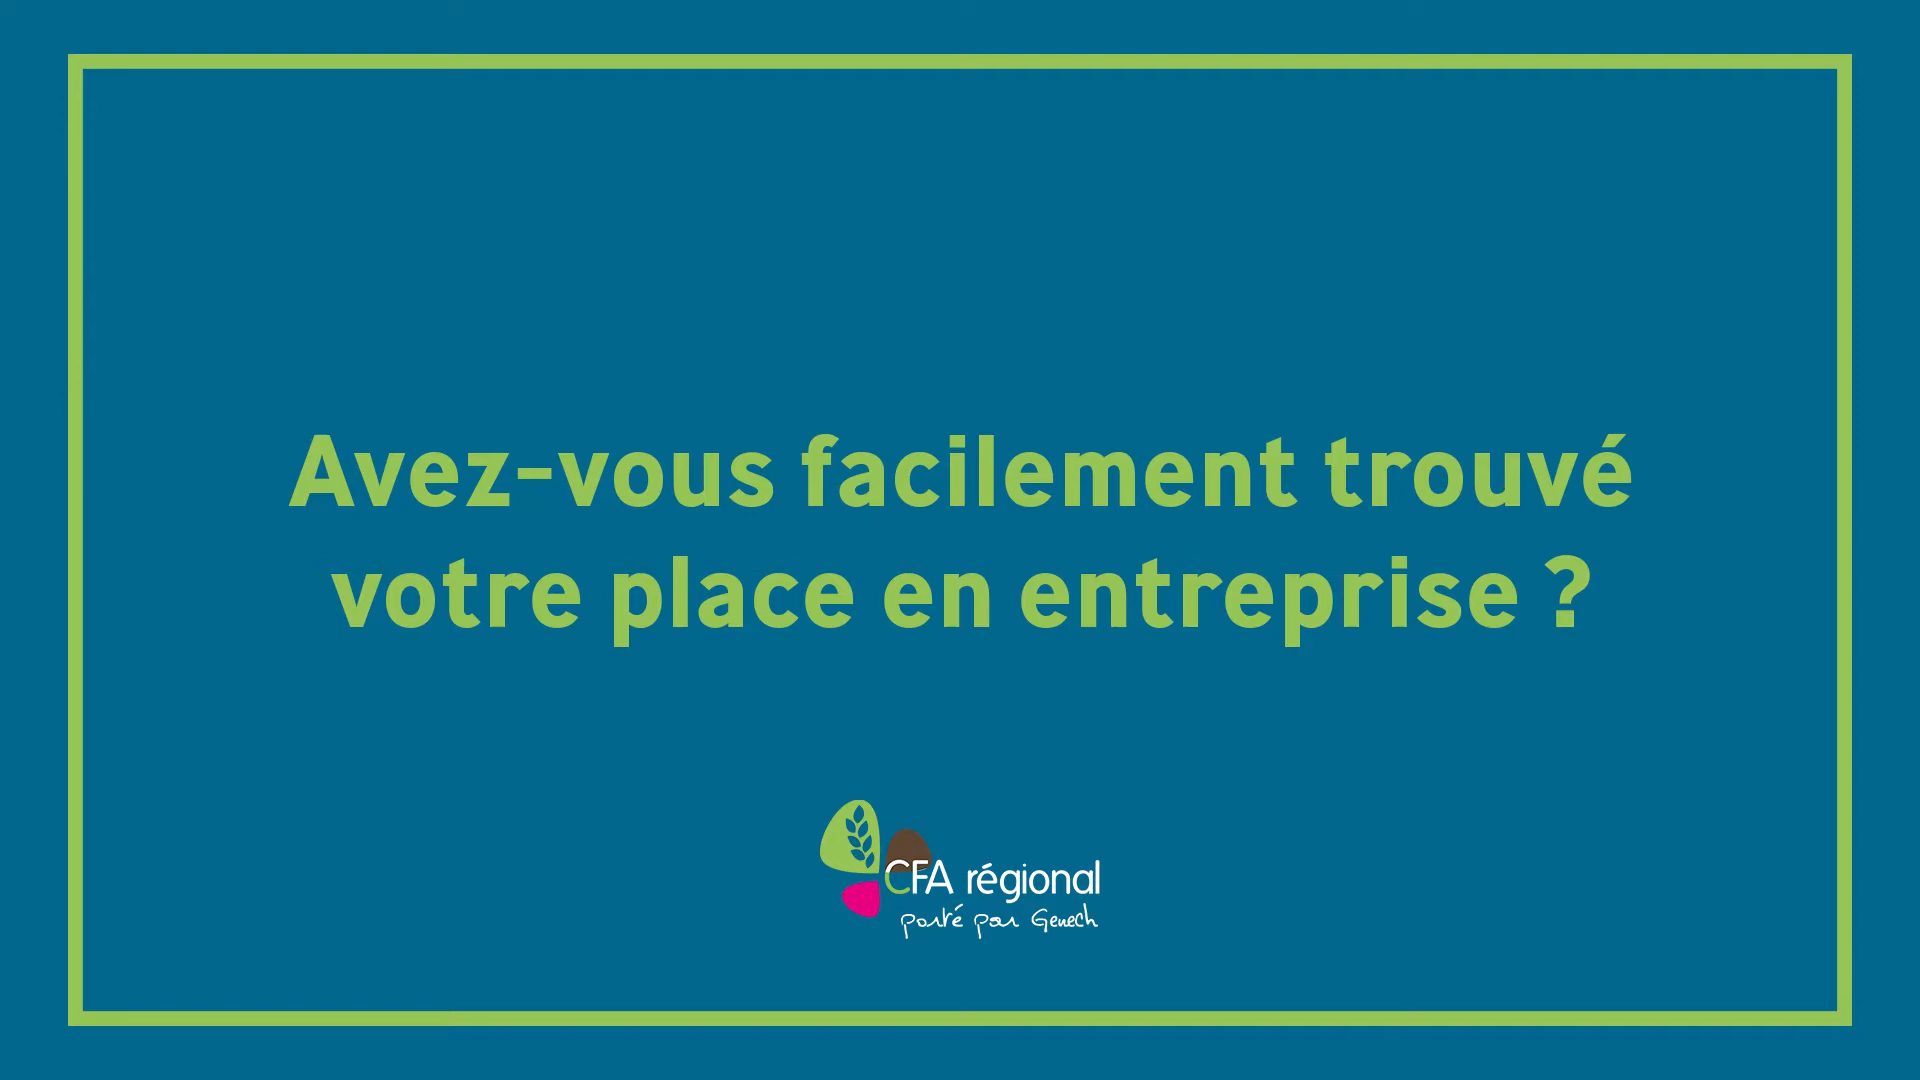 Avez-vous facilement trouvé
votre place en entreprise ?
CFA régional
porté par Genech